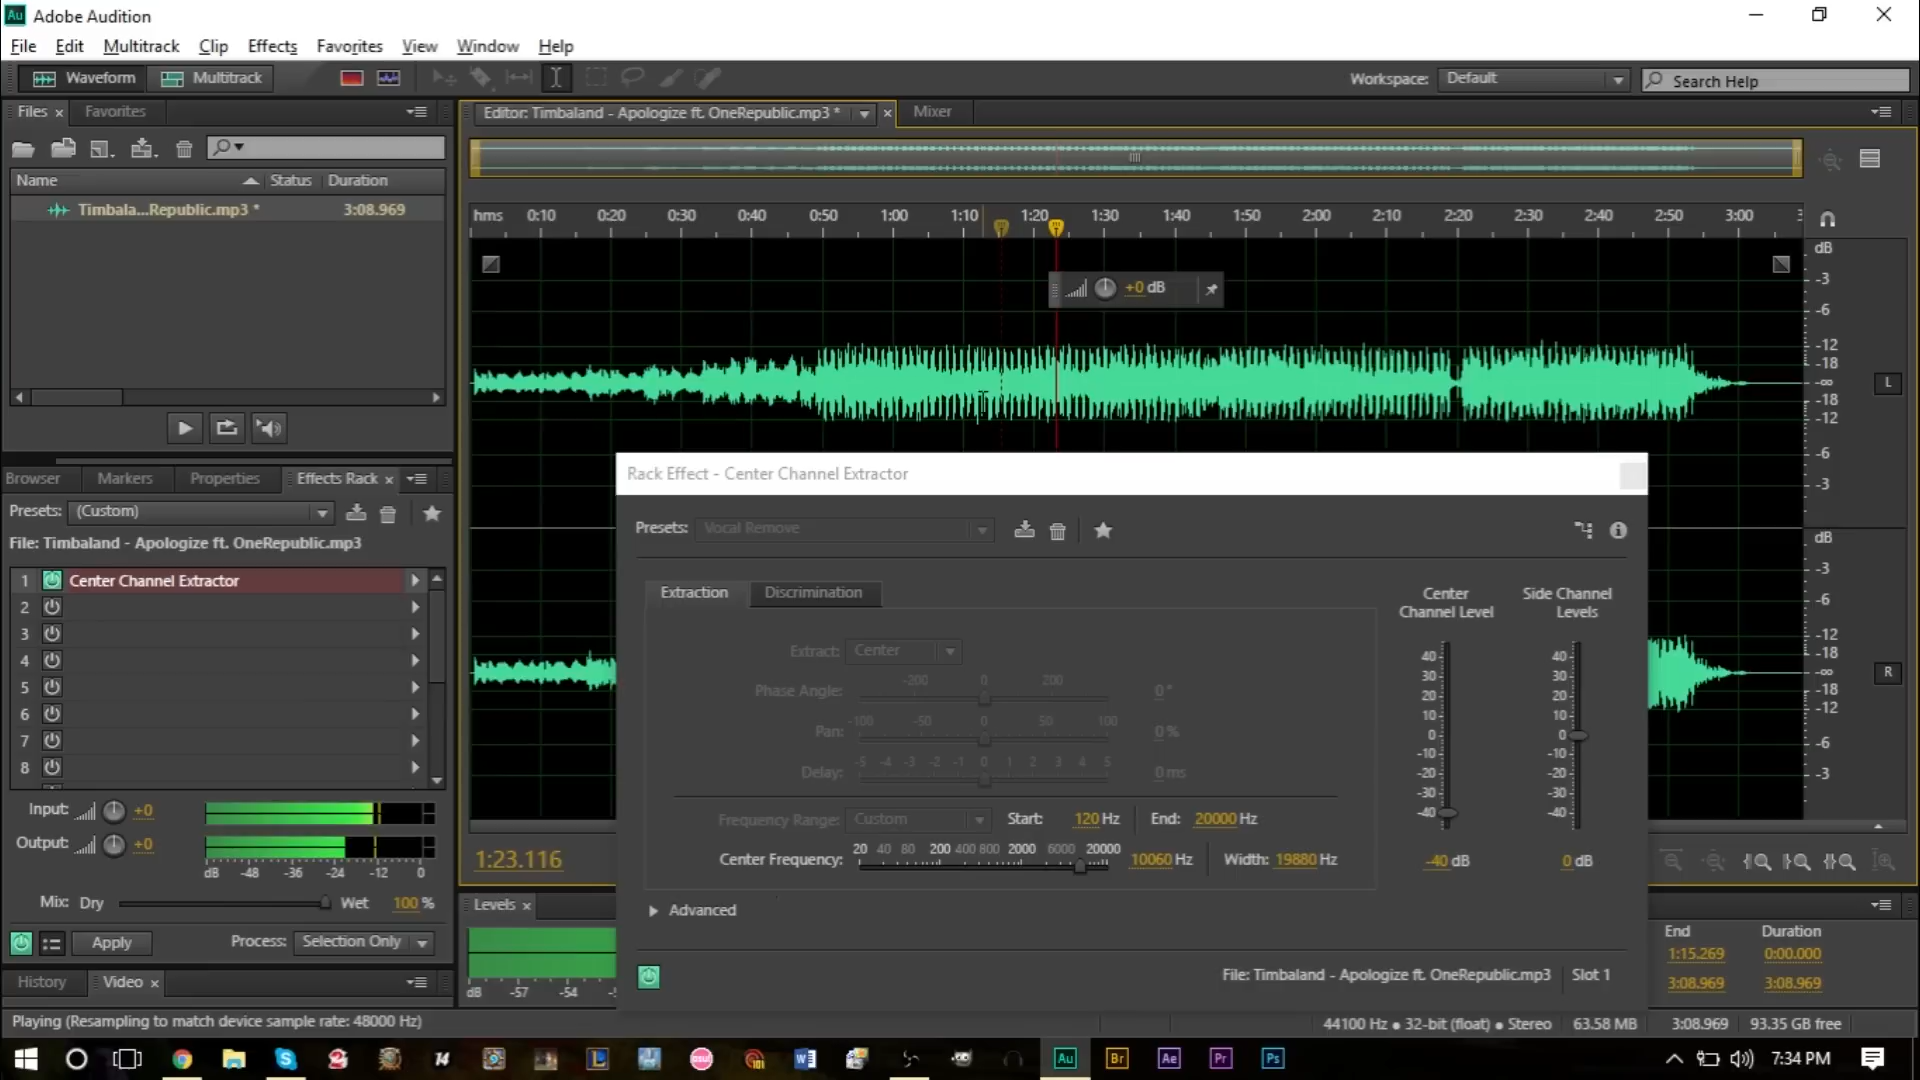 Au Adobe Audition
File Edit Multitrack Clip Effects Favorites View Window Help
Waveform Multitrack Workspace: Default Search Help
Files × Favorites
Editor: Timbaland - Apologize ft. OneRepublic.mp3 * × Mixer
Name Status Duration
Timbala...Republic.mp3 * 3:08.969
hms 0:10 0:20 0:30 0:40 0:50 1:00 1:10 1:20 1:30 1:40 1:50 2:00 2:10 2:20 2:30 2:40 2:50 3:00
+0 dB
dB
-3
-6
-12
-18
-∞
-18
-12
-6
-3
L
dB
-3
-6
-12
-18
-∞
-18
-12
-6
-3
R
Browser Markers Properties Effects Rack ×
Presets: (Custom)
File: Timbaland - Apologize ft. OneRepublic.mp3
1 Center Channel Extractor
2
3
4
5
6
7
8
Input: +0
Output: +0
dB -48 -36 -24 -12 0
Mix: Dry Wet 100 %
Apply Process: Selection Only
History Video ×
1:23.116
Levels ×
dB -57 -54
Rack Effect - Center Channel Extractor
Presets: Vocal Remove
Extraction Discrimination
Extract: Center
-200 0 200
Phase Angle: 0 °
-100 -50 0 50 100
Pan: 0 %
-5 -4 -3 -2 -1 0 1 2 3 4 5
Delay: 0 ms
Frequency Range: Custom Start: 120 Hz End: 20000 Hz
20 40 80 200 400 800 2000 6000 20000
Center Frequency: 10060 Hz Width: 19880 Hz
Advanced
Center Channel Level
40
30
20
10
0
-10
-20
-30
-40
-40 dB
Side Channel Levels
40
30
20
10
0
-10
-20
-30
-40
0 dB
File: Timbaland - Apologize ft. OneRepublic.mp3 Slot 1
End Duration
1:15.269 0:00.000
3:08.969 3:08.969
Playing (Resampling to match device sample rate: 48000 Hz)
44100 Hz • 32-bit (float) • Stereo 63.58 MB 3:08.969 93.35 GB free
14 osu! 101 Au Br Ae Pr Ps 7:34 PM